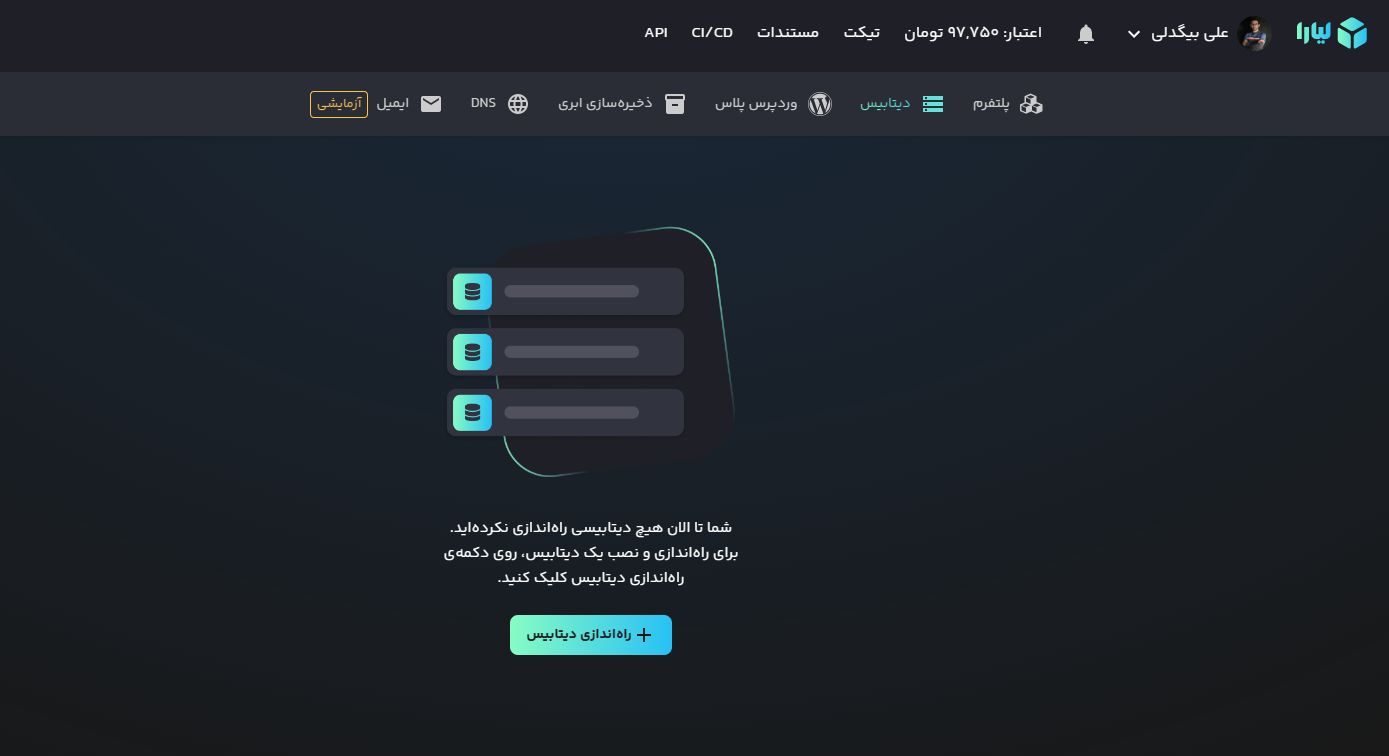 لیارا
علی بیگدلی
اعتبار: ۹۷,۷۵۰ تومان
تیکت
مستندات
CI/CD
API
پلتفرم
دیتابیس
وردپرس پلاس
ذخیره‌سازی ابری
DNS
ایمیل
آزمایشی
شما تا الان هیچ دیتابیسی راه‌اندازی نکرده‌اید.
برای راه‌اندازی و نصب یک دیتابیس، روی دکمه‌ی
راه‌اندازی دیتابیس کلیک کنید.
راه‌اندازی دیتابیس